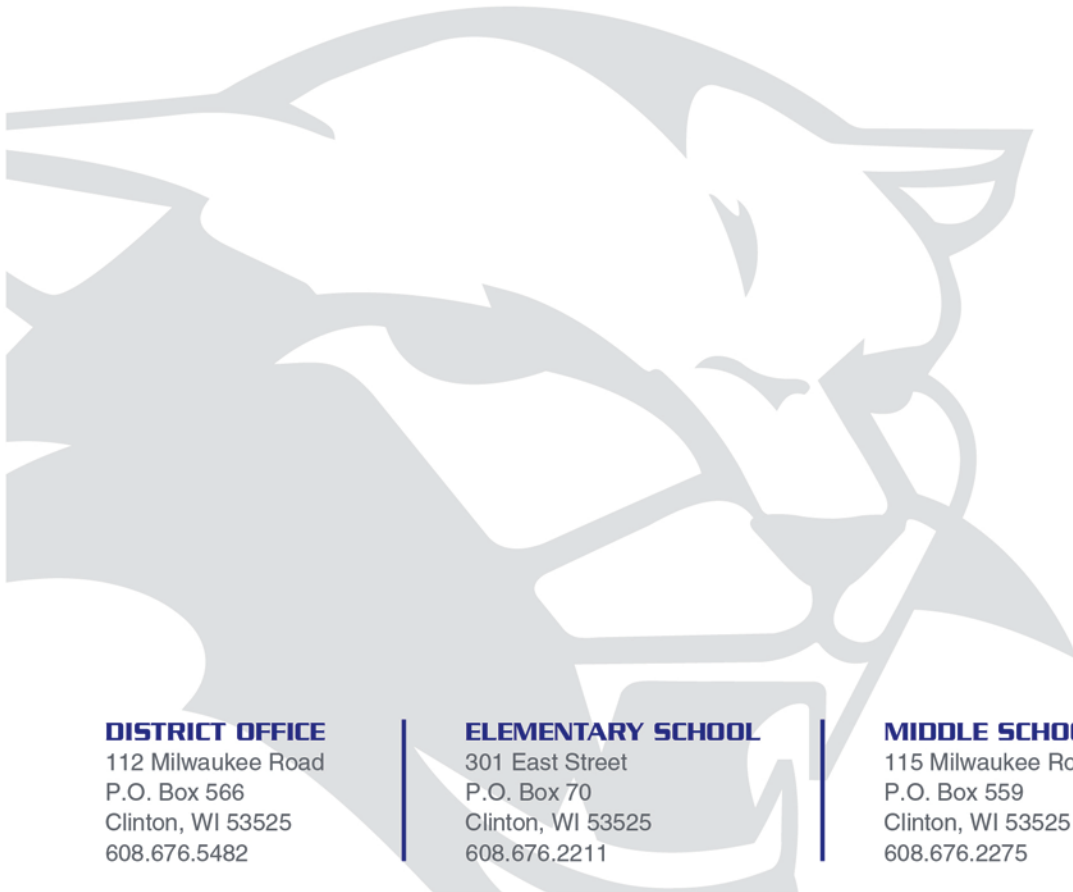 DISTRICT OFFICE
112 Milwaukee Road
P.O. Box 566
Clinton, WI 53525
608.676.5482
ELEMENTARY SCHOOL
301 East Street
P.O. Box 70
Clinton, WI 53525
608.676.2211
MIDDLE
115 Milwaukee
P.O. Box 559
Clinton, WI 53525
608.676.2275